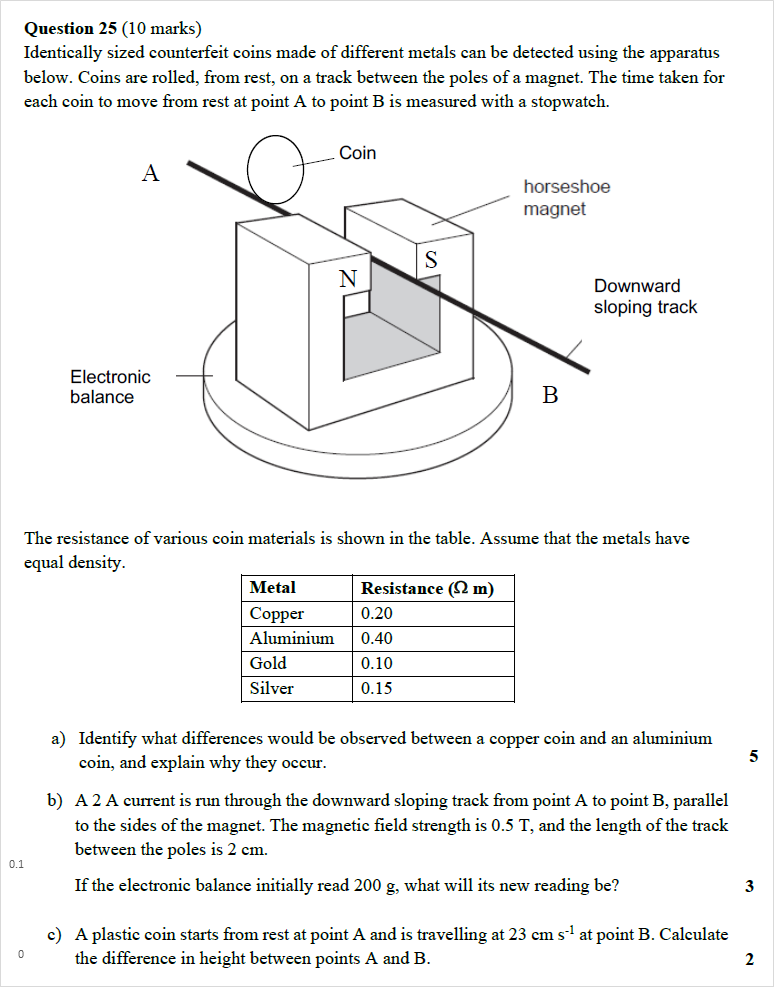 Question 25 (10 marks)
Identically sized counterfeit coins made of different metals can be detected using the apparatus
below. Coins are rolled, from rest, on a track between the poles of a magnet. The time taken for
each coin to move from rest at point A to point B is measured with a stopwatch.
Coin
A
horseshoe
magnet
S
N
Downward
sloping track
Electronic
balance
B
The resistance of various coin materials is shown in the table. Assume that the metals have
equal density.
Metal Resistance (Ω m)
Copper 0.20
Aluminium 0.40
Gold 0.10
Silver 0.15
a) Identify what differences would be observed between a copper coin and an aluminium
coin, and explain why they occur.
5
b) A 2 A current is run through the downward sloping track from point A to point B, parallel
to the sides of the magnet. The magnetic field strength is 0.5 T, and the length of the track
between the poles is 2 cm.
0.1
If the electronic balance initially read 200 g, what will its new reading be? 3
c) A plastic coin starts from rest at point A and is travelling at 23 cm s⁻¹ at point B. Calculate
0
the difference in height between points A and B. 2